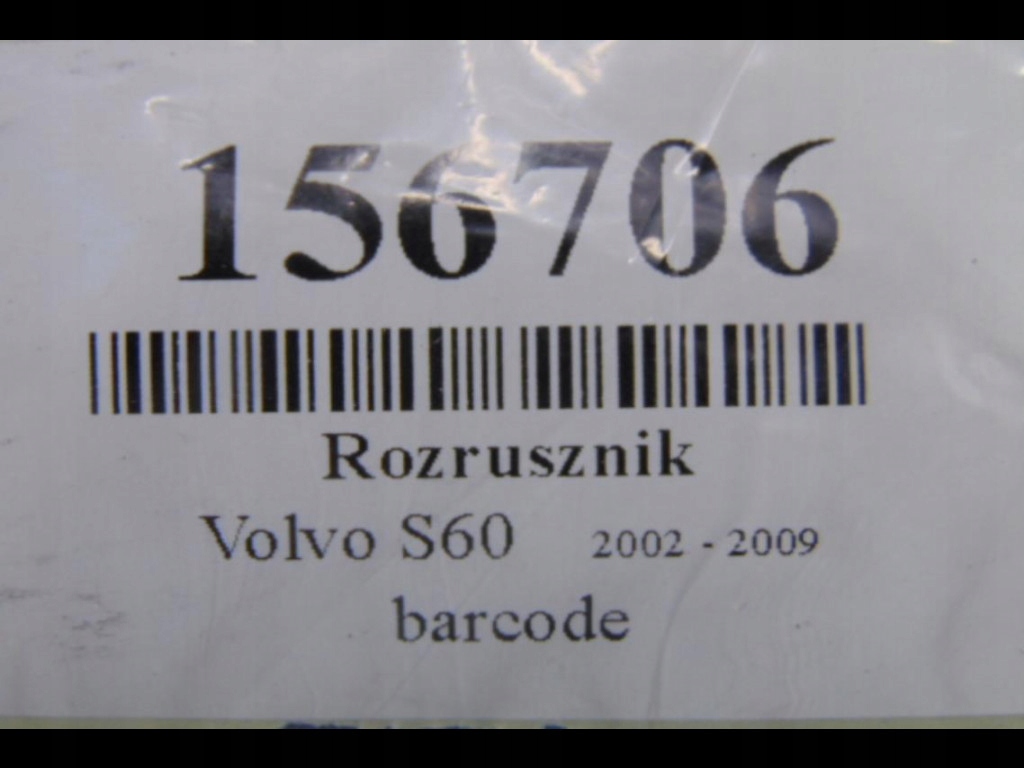 156706
Rozrusznik
Volvo S60 2002 - 2009
barcode